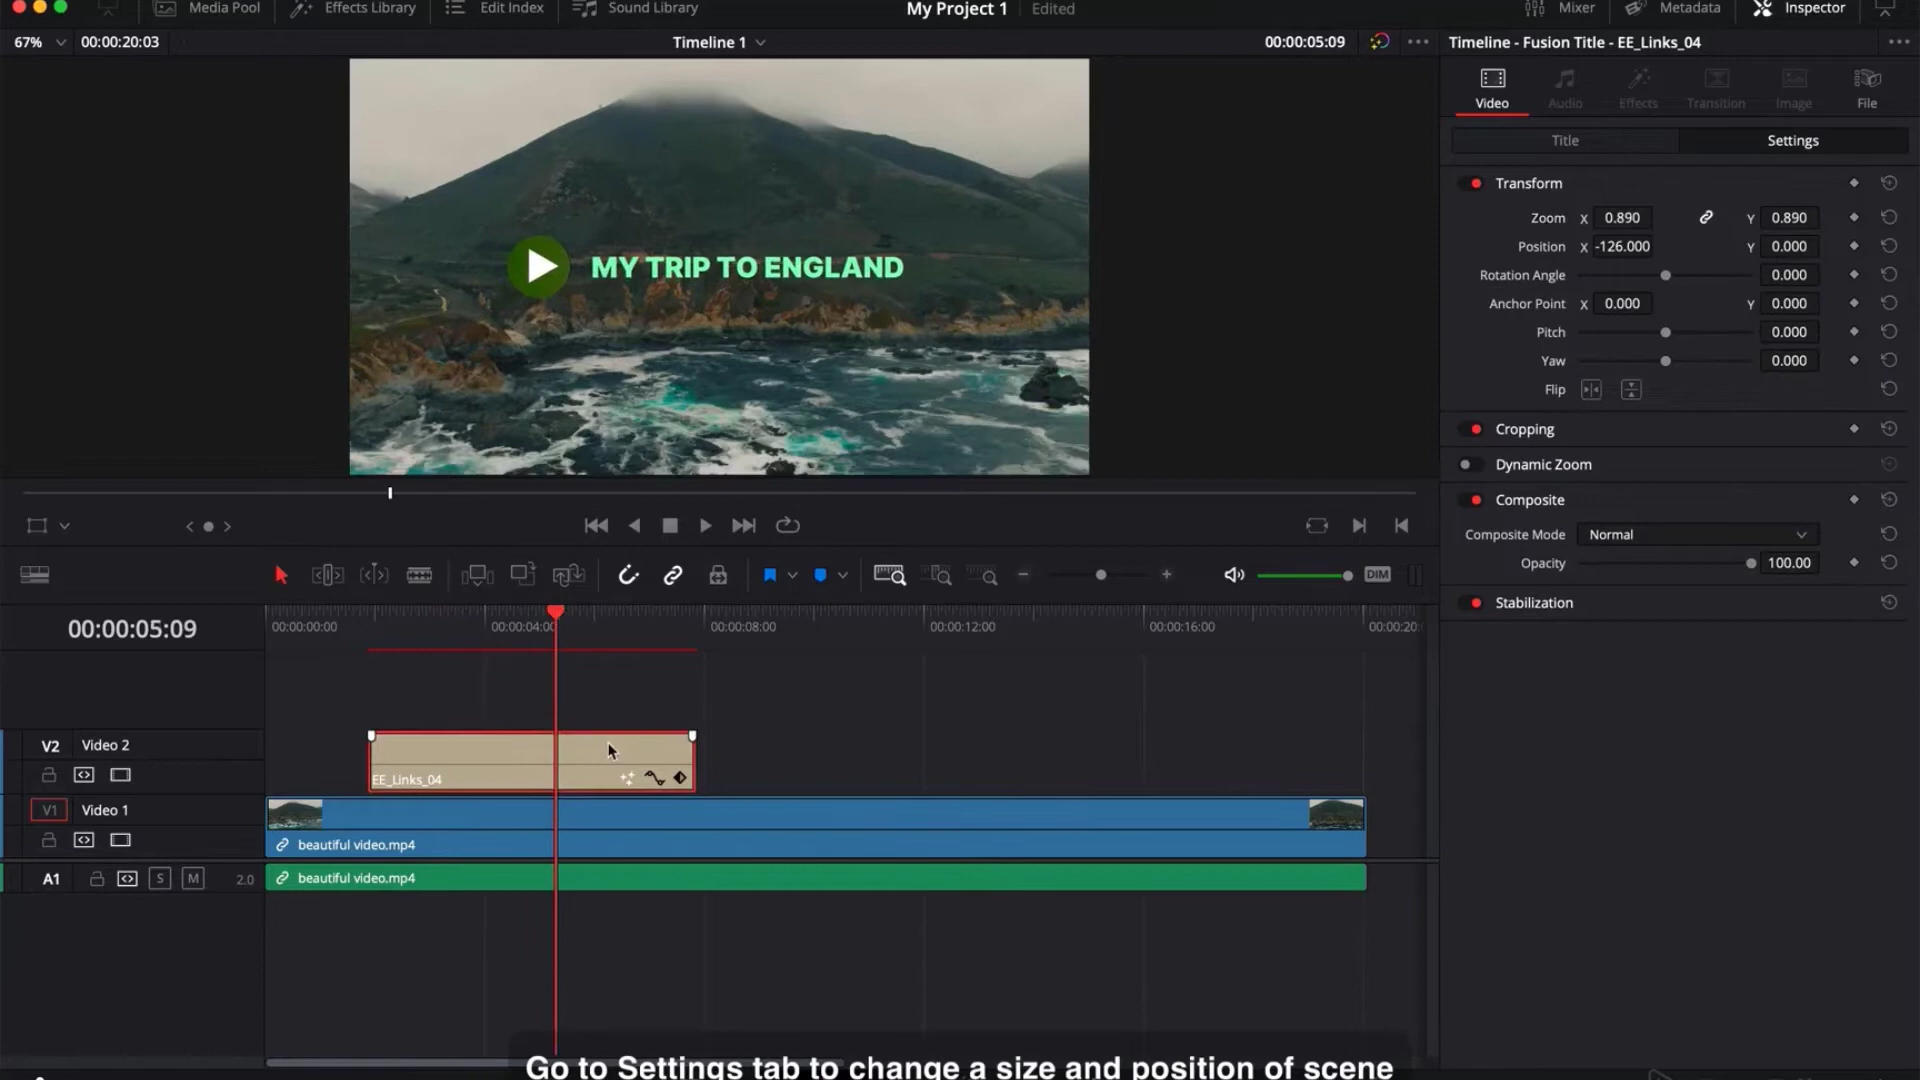 Media Pool
Effects Library
Edit Index
Sound Library
My Project 1
Edited
Mixer
Metadata
Inspector
67%
00:00:20:03
Timeline 1
00:00:05:09
Timeline - Fusion Title - EE_Links_04
Video
Audio
Effects
Transition
Image
File
Title
Settings
Transform
Zoom X 0.890 Y 0.890
Position X -126.000 Y 0.000
Rotation Angle 0.000
Anchor Point X 0.000 Y 0.000
Pitch 0.000
Yaw 0.000
Flip
Cropping
Dynamic Zoom
Composite
Composite Mode Normal
Opacity 100.00
Stabilization
MY TRIP TO ENGLAND
DIM
00:00:05:09
00:00:00:00
00:00:04:00
00:00:08:00
00:00:12:00
00:00:16:00
00:00:20:
V2 Video 2
EE_Links_04
V1 Video 1
beautiful video.mp4
A1 S M 2.0
beautiful video.mp4
Go to Settings tab to change a size and position of scene